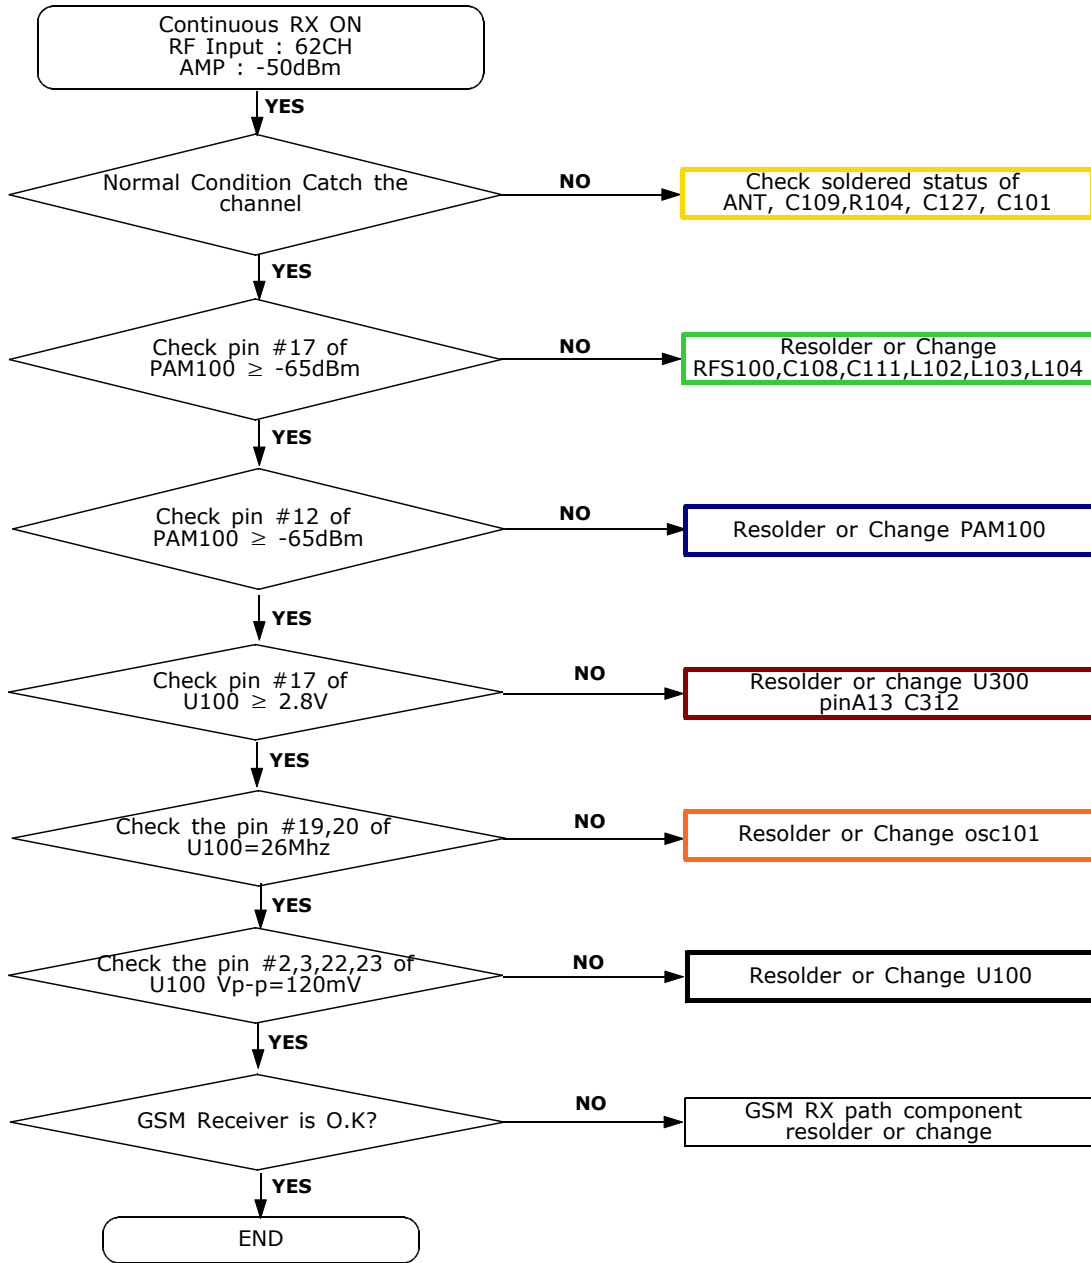 Continuous RX ON
RF Input : 62CH
AMP : -50dBm
YES
Normal Condition Catch the
channel
NO
Check soldered status of
ANT, C109,R104, C127, C101
YES
Check pin #17 of
PAM100 ≥ -65dBm
NO
Resolder or Change
RFS100,C108,C111,L102,L103,L104
YES
Check pin #12 of
PAM100 ≥ -65dBm
NO
Resolder or Change PAM100
YES
Check pin #17 of
U100 ≥ 2.8V
NO
Resolder or change U300
pinA13 C312
YES
Check the pin #19,20 of
U100=26Mhz
NO
Resolder or Change osc101
YES
Check the pin #2,3,22,23 of
U100 Vp-p=120mV
NO
Resolder or Change U100
YES
GSM Receiver is O.K?
NO
GSM RX path component
resolder or change
YES
END